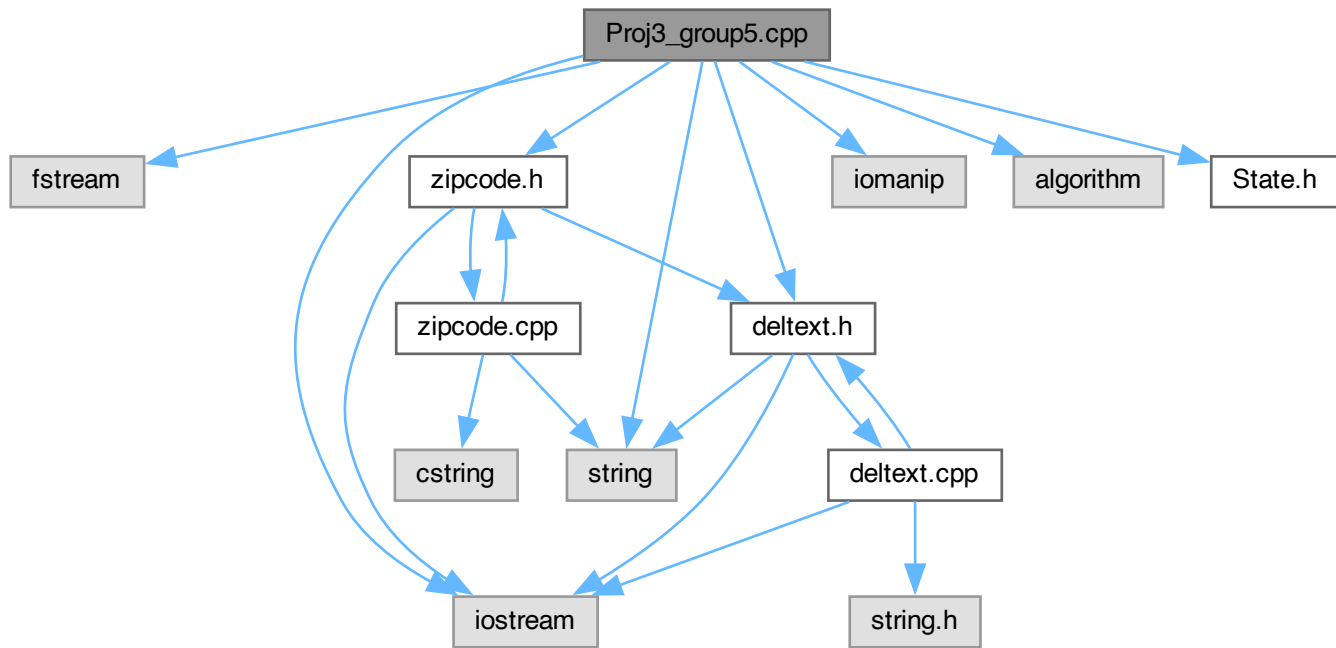 Proj3_group5.cpp
fstream
zipcode.h
iomanip
algorithm
State.h
zipcode.cpp
deltext.h
cstring
string
deltext.cpp
iostream
string.h